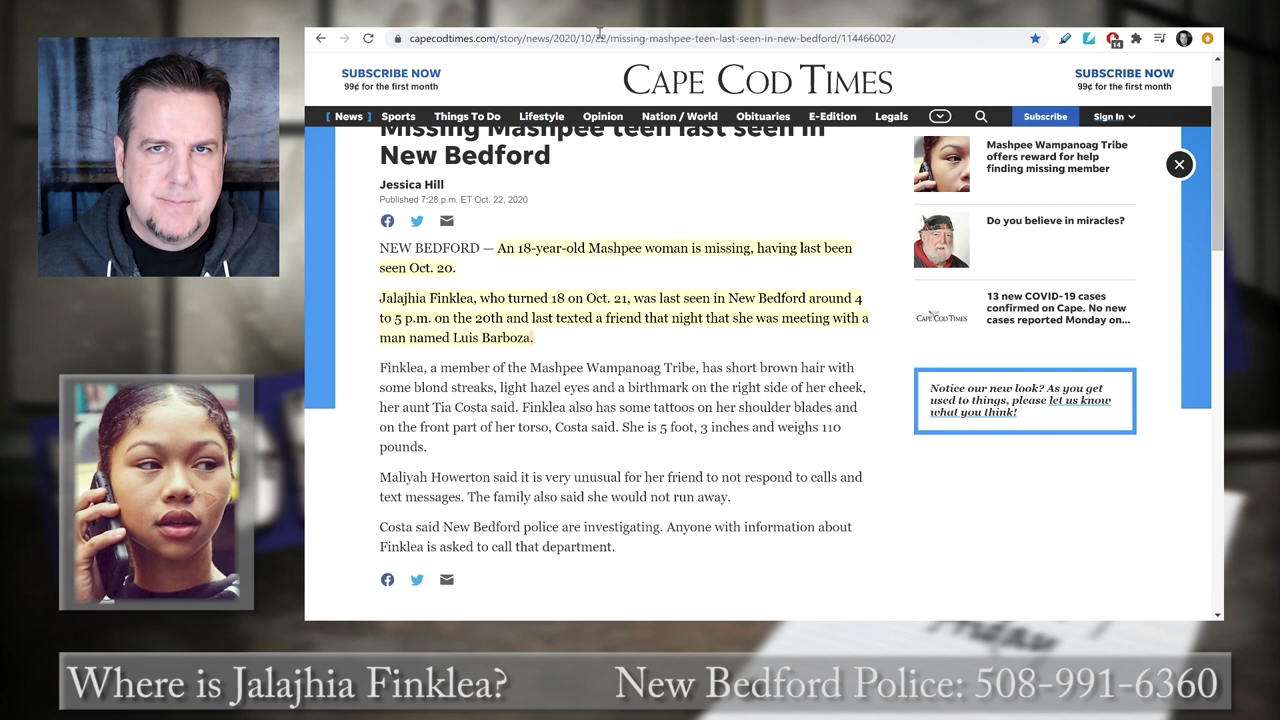 capecodtimes.com/story/news/2020/10/22/missing-mashpee-teen-last-seen-in-new-bedford/114466002/
14
SUBSCRIBE NOW
99¢ for the first month
CAPE COD TIMES
SUBSCRIBE NOW
99¢ for the first month
[ News ] Sports Things To Do Lifestyle Opinion Nation / World Obituaries E-Edition Legals Subscribe Sign In
Missing Mashpee teen last seen in
New Bedford
Jessica Hill
Published 7:28 p.m. ET Oct. 22, 2020
NEW BEDFORD — An 18-year-old Mashpee woman is missing, having last been
seen Oct. 20.
Jalajhia Finklea, who turned 18 on Oct. 21, was last seen in New Bedford around 4
to 5 p.m. on the 20th and last texted a friend that night that she was meeting with a
man named Luis Barboza.
Finklea, a member of the Mashpee Wampanoag Tribe, has short brown hair with
some blond streaks, light hazel eyes and a birthmark on the right side of her cheek,
her aunt Tia Costa said. Finklea also has some tattoos on her shoulder blades and
on the front part of her torso, Costa said. She is 5 foot, 3 inches and weighs 110
pounds.
Maliyah Howerton said it is very unusual for her friend to not respond to calls and
text messages. The family also said she would not run away.
Costa said New Bedford police are investigating. Anyone with information about
Finklea is asked to call that department.
Mashpee Wampanoag Tribe
offers reward for help
finding missing member
Do you believe in miracles?
CAPE COD TIMES
13 new COVID-19 cases
confirmed on Cape. No new
cases reported Monday on...
Notice our new look? As you get
used to things, please let us know
what you think!
Where is Jalajhia Finklea? New Bedford Police: 508-991-6360